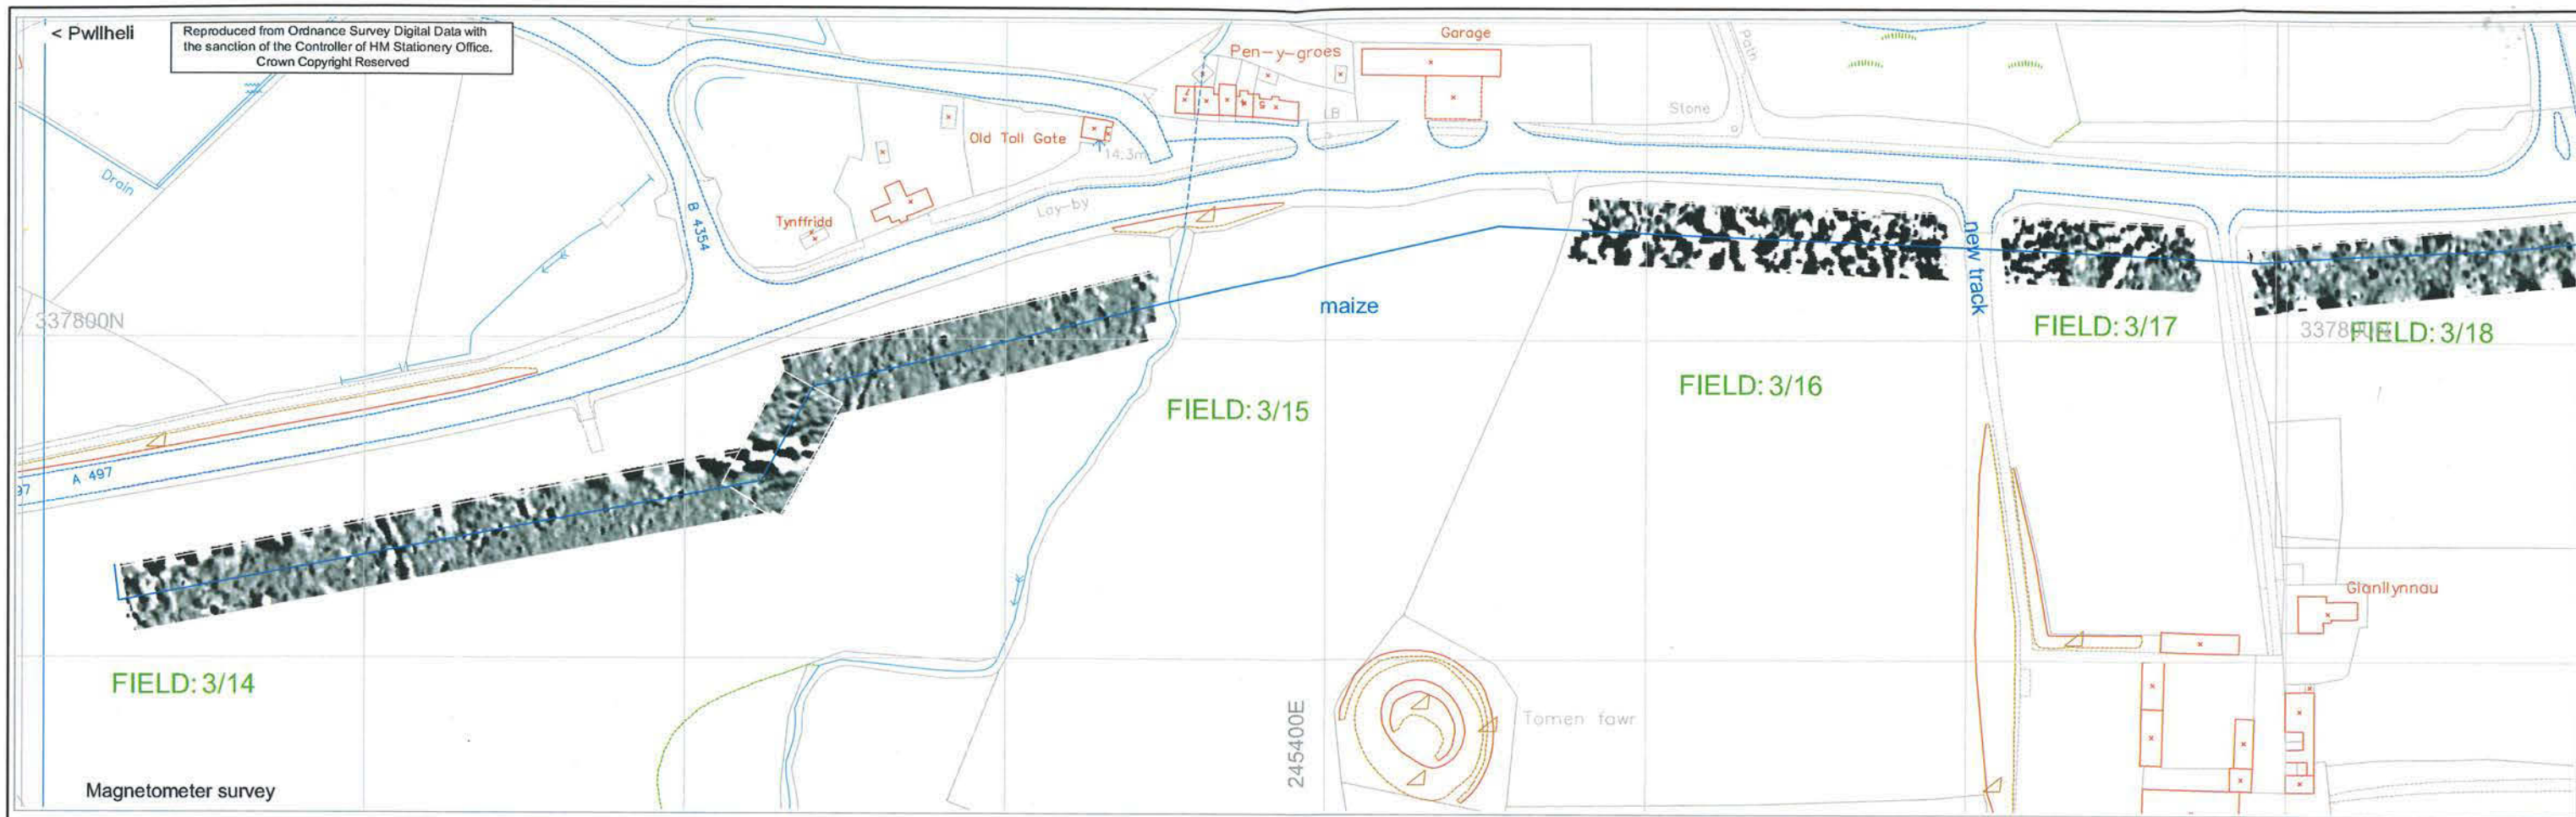 < Pwllheli
Reproduced from Ordnance Survey Digital Data with
the sanction of the Controller of HM Stationery Office.
Crown Copyright Reserved
Garage
Pen-y-groes
Path
Stone
LB
Old Toll Gate
14.3m
Drain
B 4354
Lay-by
Tynffridd
new track
maize
337800N
FIELD: 3/17
FIELD: 3/18
FIELD: 3/16
FIELD: 3/15
A 497
97
Glanllynnau
FIELD: 3/14
Tomen fawr
245400E
Magnetometer survey